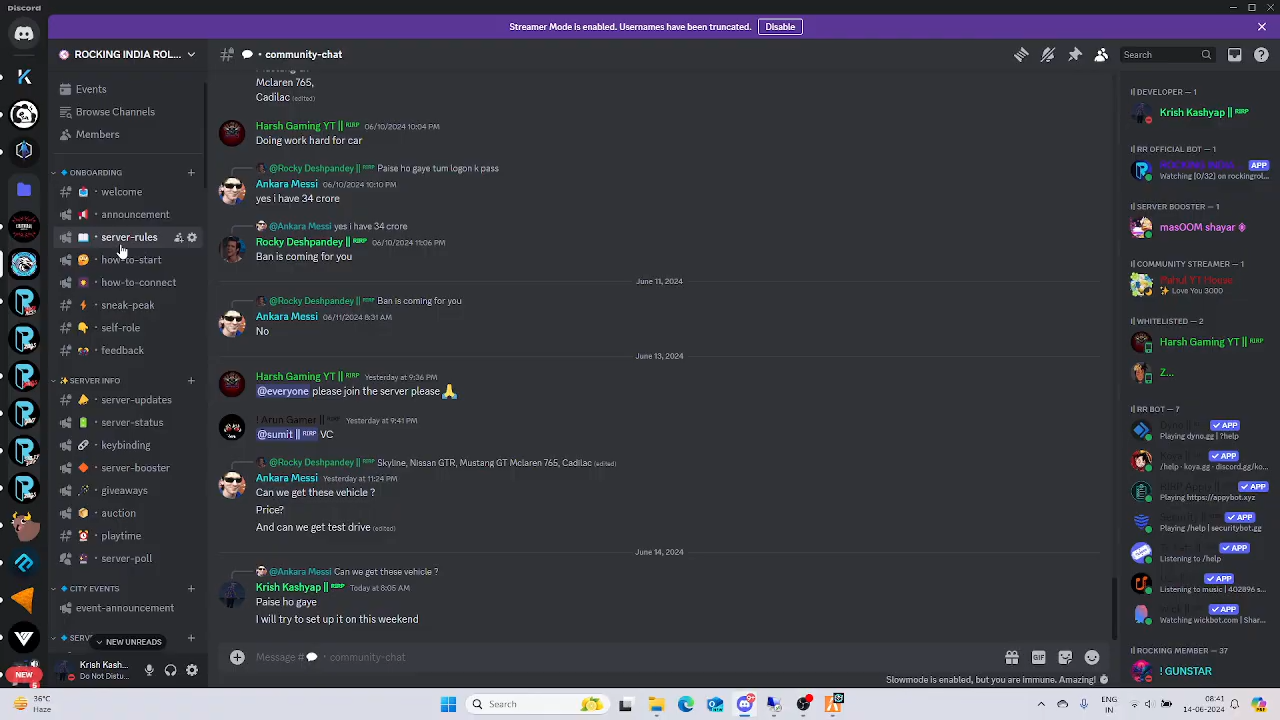 Discord
Streamer Mode is enabled. Usernames have been truncated. Disable
ROCKING INDIA ROL...
• community-chat
Search
Events
Browse Channels
Members
ONBOARDING
welcome
announcement
server-rules
how-to-start
how-to-connect
sneak-peak
self-role
feedback
SERVER INFO
server-updates
server-status
keybinding
server-booster
giveaways
auction
playtime
server-poll
CITY EVENTS
event-announcement
NEW UNREADS
NEW
Krish Kash...
Do Not Distu...
Mclaren 765,
Cadilac (edited)
Harsh Gaming YT || RIRP 06/10/2024 10:04 PM
Doing work hard for car
@Rocky Deshpandey || RIRP Paise ho gaye tum logon k pass
Ankara Messi 06/10/2024 10:10 PM
yes i have 34 crore
@Ankara Messi yes i have 34 crore
Rocky Deshpandey || RIRP 06/10/2024 11:06 PM
Ban is coming for you
June 11, 2024
@Rocky Deshpandey || RIRP Ban is coming for you
Ankara Messi 06/11/2024 8:31 AM
No
June 13, 2024
Harsh Gaming YT || RIRP Yesterday at 9:36 PM
@everyone please join the server please 🙏
! Arun Gamer || RIRP Yesterday at 9:41 PM
@sumit || RIRP VC
@Rocky Deshpandey || RIRP Skyline, Nissan GTR, Mustang GT Mclaren 765, Cadilac (edited)
Ankara Messi Yesterday at 11:24 PM
Can we get these vehicle ?
Price?
And can we get test drive (edited)
June 14, 2024
@Ankara Messi Can we get these vehicle ?
Krish Kashyap || RIRP Today at 8:05 AM
Paise ho gaye
I will try to set up it on this weekend
Message # 💬 • community-chat
GIF
Slowmode is enabled, but you are immune. Amazing!
DEVELOPER — 1
Krish Kashyap || RIRP
RR OFFICIAL BOT — 1
ROCKING INDIA APP
Watching [0/32] on rockingrol...
SERVER BOOSTER — 1
masOOM shayar
COMMUNITY STREAMER — 1
Rahul YT Honor
✨ Love You 3000
WHITELISTED — 2
Harsh Gaming YT || RIRP
Z...
RR BOT — 7
Dyno || ✓ APP
Playing dyno.gg | ?help
Koya || ✓ APP
/help · koya.gg · discord.gg/ko...
RIRP Appy || ✓ APP
Playing https://appybot.xyz
Security || ✓ APP
Playing /help | securitybot.gg
✓ APP
Listening to /help
✓ APP
Listening to music | 402896 s...
✓ APP
Watching wickbot.com | Shar...
ROCKING MEMBER — 37
! GUNSTAR
36°C
Haze
Search
ENG
IN
08:41
14-06-2024